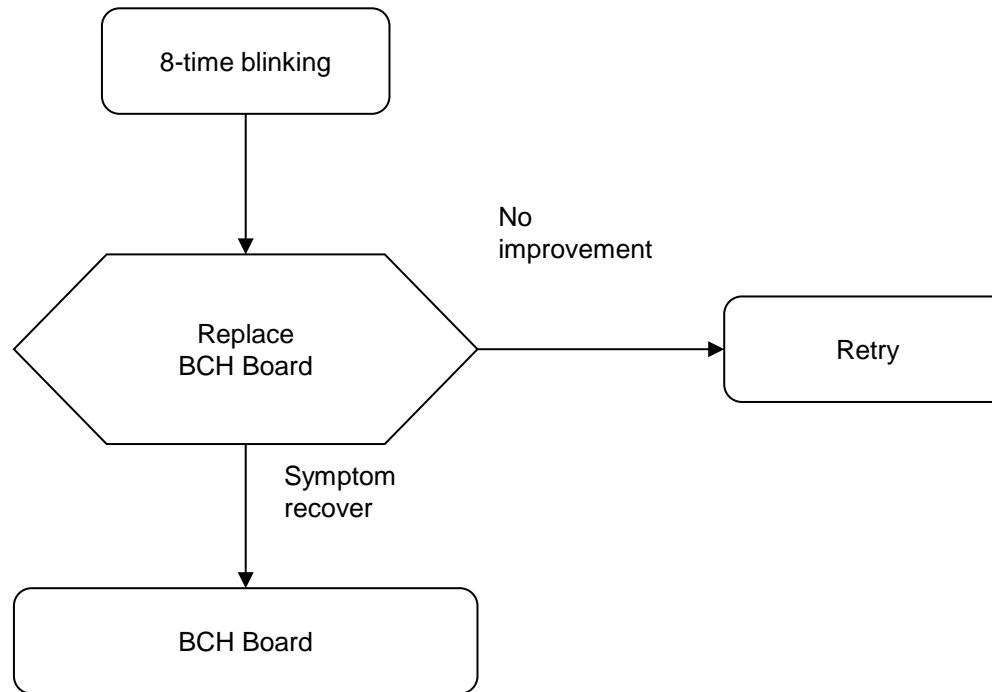 8-time blinking
No
improvement
Replace
BCH Board
Retry
Symptom
recover
BCH Board